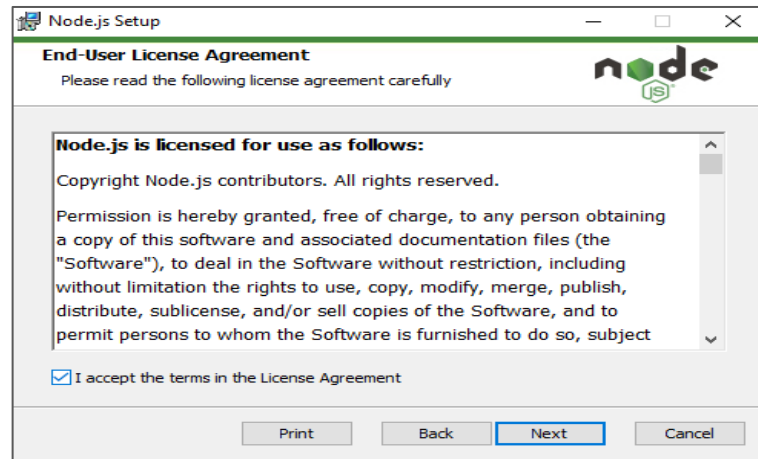 Node.js Setup
End-User License Agreement
Please read the following license agreement carefully
node
JS
Node.js is licensed for use as follows:
Copyright Node.js contributors. All rights reserved.
Permission is hereby granted, free of charge, to any person obtaining
a copy of this software and associated documentation files (the
"Software"), to deal in the Software without restriction, including
without limitation the rights to use, copy, modify, merge, publish,
distribute, sublicense, and/or sell copies of the Software, and to
permit persons to whom the Software is furnished to do so, subject
I accept the terms in the License Agreement
Print Back Next Cancel